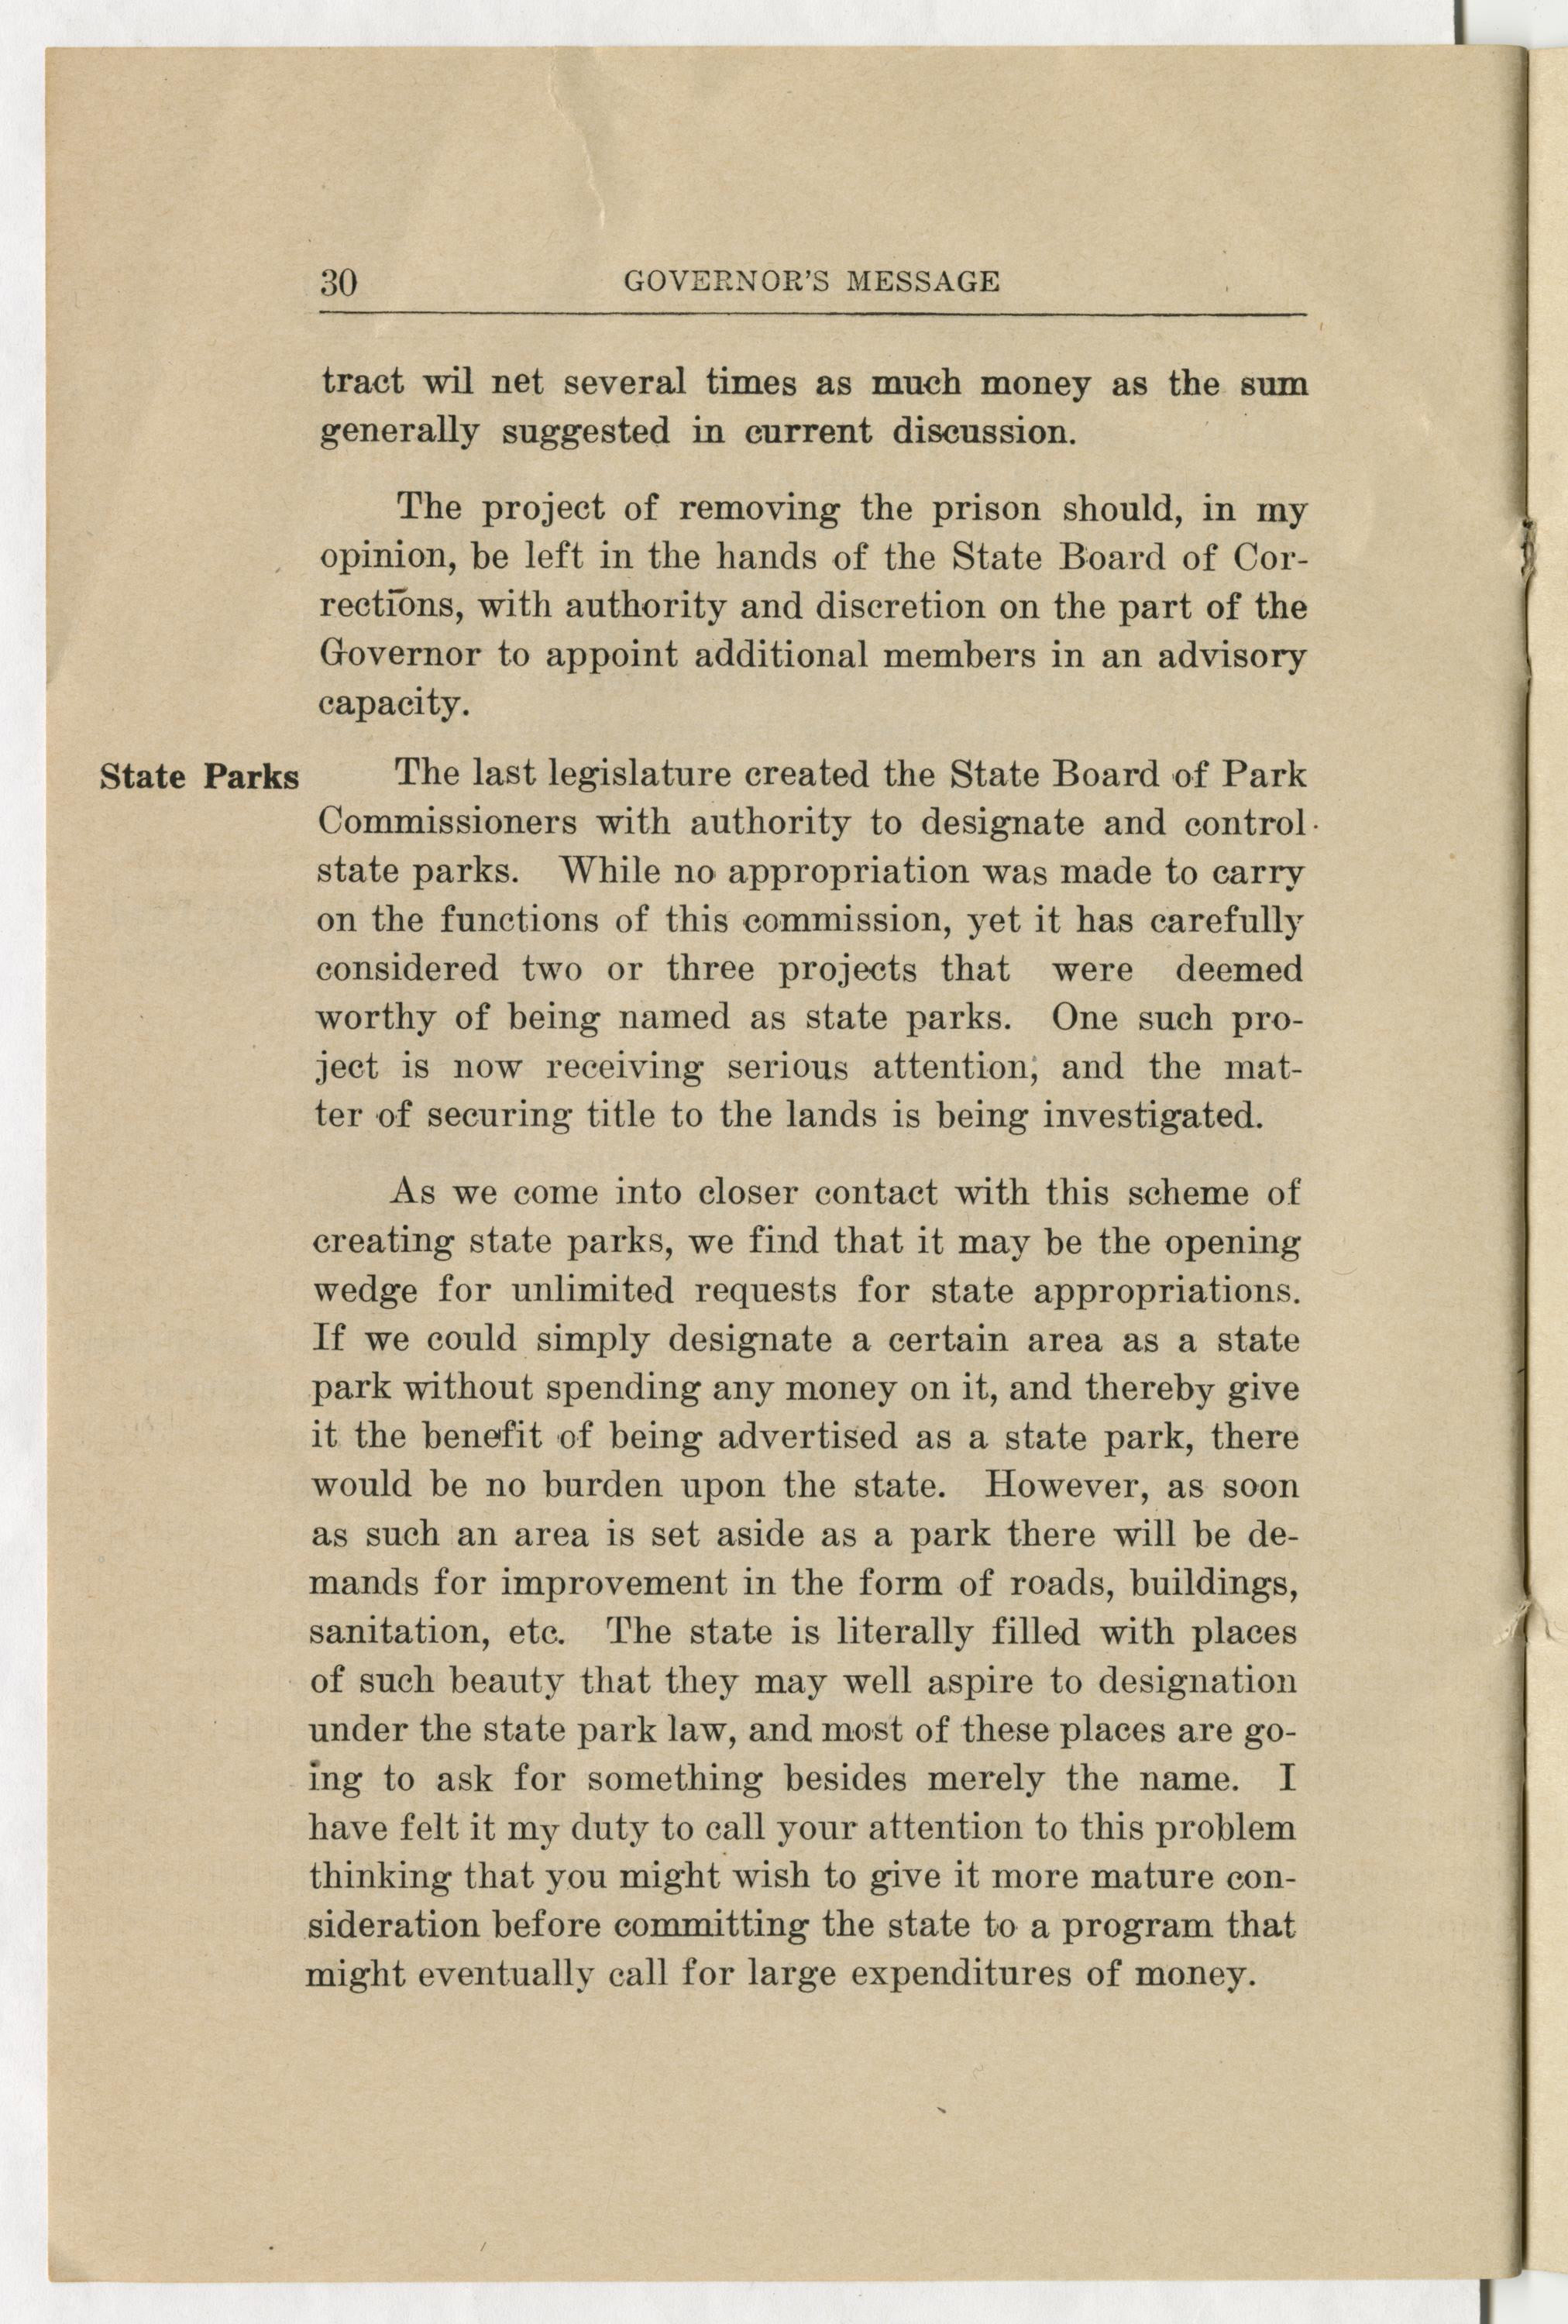 30 GOVERNOR'S MESSAGE
tract wil net several times as much money as the sum
generally suggested in current discussion.
The project of removing the prison should, in my
opinion, be left in the hands of the State Board of Cor-
rections, with authority and discretion on the part of the
Governor to appoint additional members in an advisory
capacity.
State Parks The last legislature created the State Board of Park
Commissioners with authority to designate and control
state parks. While no appropriation was made to carry
on the functions of this commission, yet it has carefully
considered two or three projects that were deemed
worthy of being named as state parks. One such pro-
ject is now receiving serious attention, and the mat-
ter of securing title to the lands is being investigated.
As we come into closer contact with this scheme of
creating state parks, we find that it may be the opening
wedge for unlimited requests for state appropriations.
If we could simply designate a certain area as a state
park without spending any money on it, and thereby give
it the benefit of being advertised as a state park, there
would be no burden upon the state. However, as soon
as such an area is set aside as a park there will be de-
mands for improvement in the form of roads, buildings,
sanitation, etc. The state is literally filled with places
of such beauty that they may well aspire to designation
under the state park law, and most of these places are go-
ing to ask for something besides merely the name. I
have felt it my duty to call your attention to this problem
thinking that you might wish to give it more mature con-
sideration before committing the state to a program that
might eventually call for large expenditures of money.